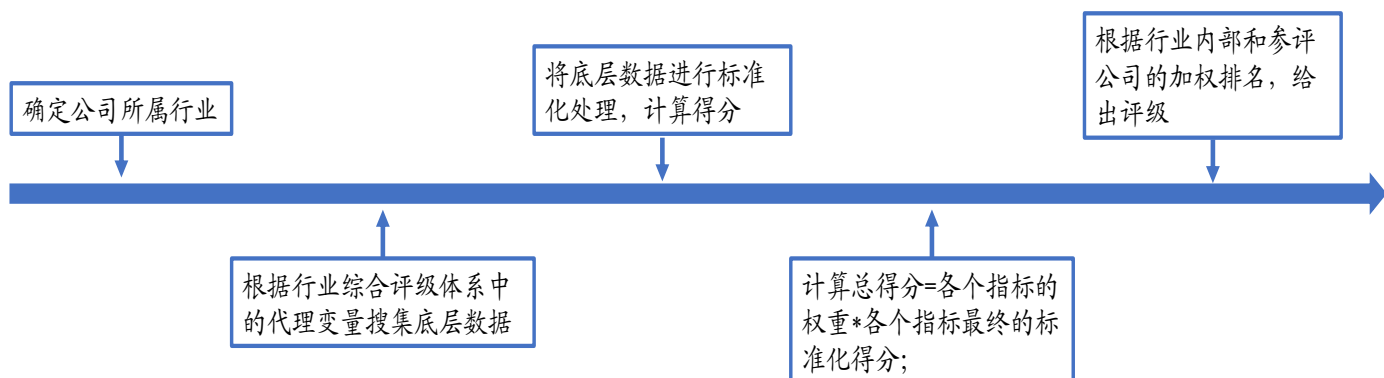 确定公司所属行业
根据行业综合评级体系中
的代理变量搜集底层数据
将底层数据进行标准
化处理，计算得分
计算总得分=各个指标的
权重*各个指标最终的标
准化得分;
根据行业内部和参评
公司的加权排名，给
出评级